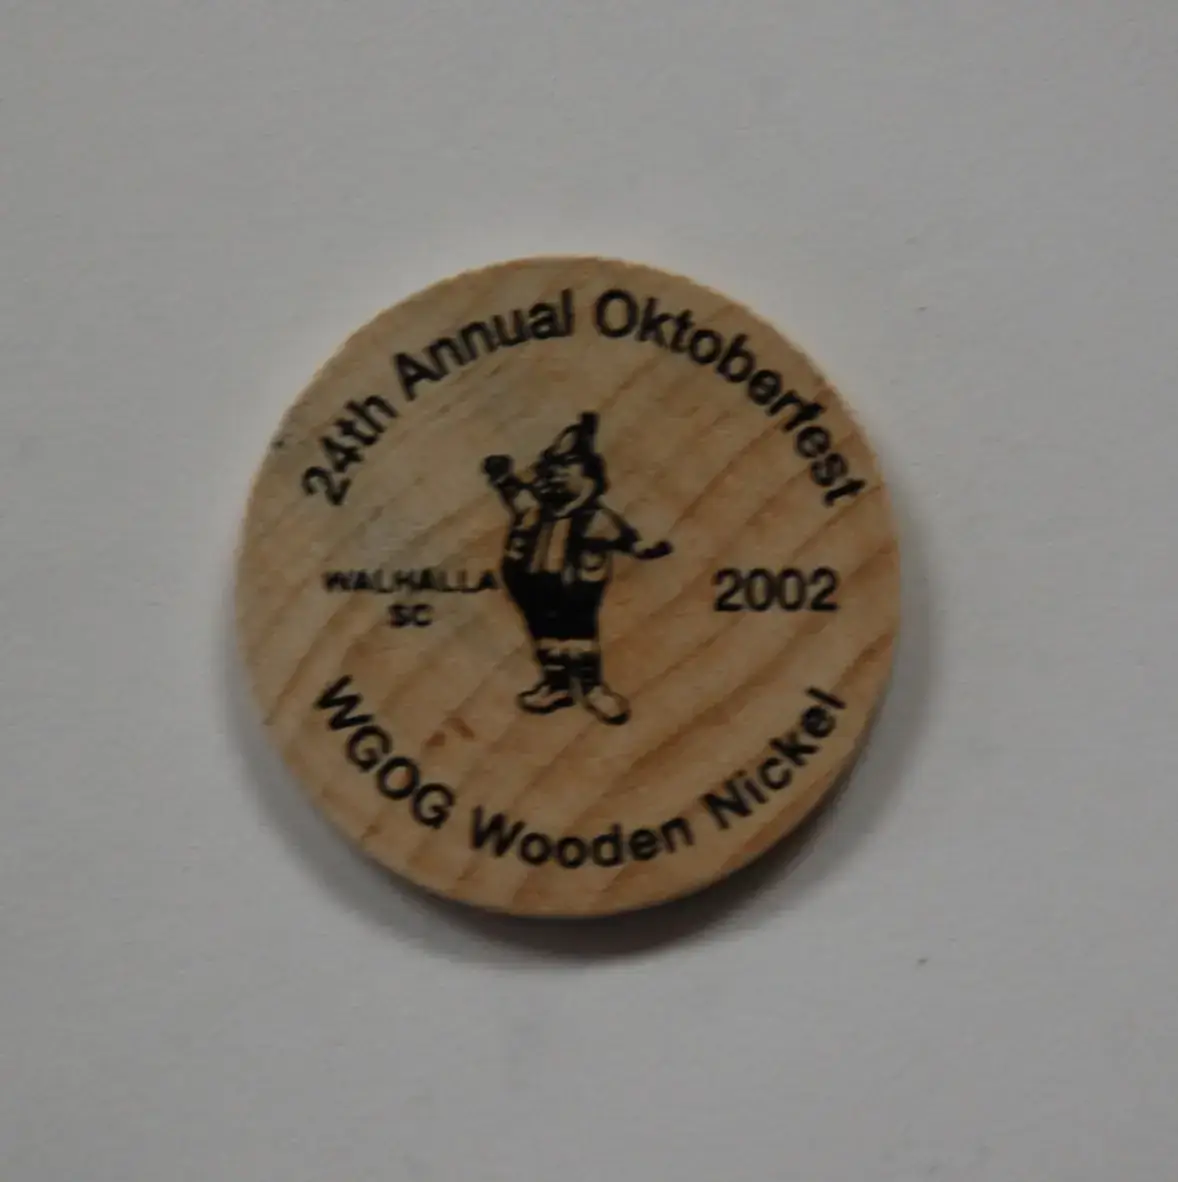 24th Annual Oktoberfest
WALHALLA
SC
2002
WGOG Wooden Nickel